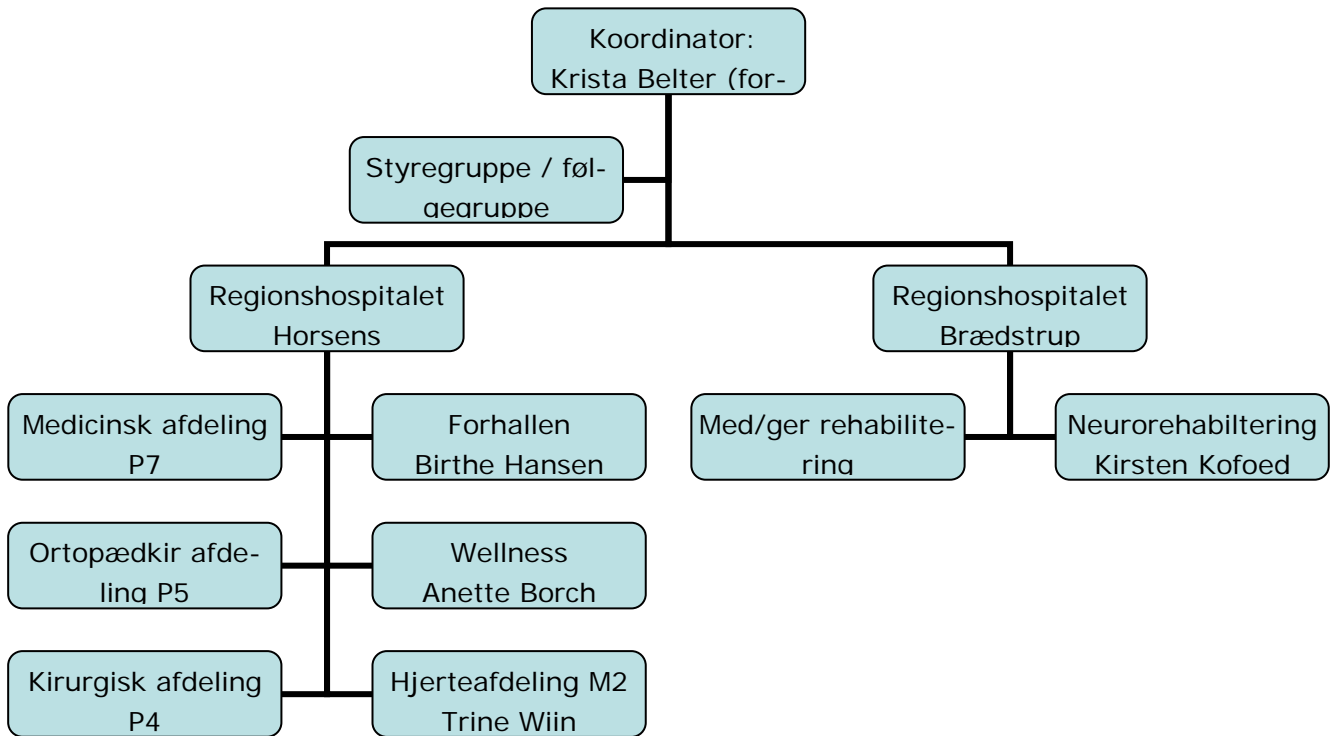 Koordinator:
Krista Belter (for-
Styregruppe / føl-
gegruppe
Regionshospitalet
Horsens
Regionshospitalet
Brædstrup
Medicinsk afdeling
P7
Forhallen
Birthe Hansen
Med/ger rehabilite-
ring
Neurorehabiltering
Kirsten Kofoed
Ortopædkir afde-
ling P5
Wellness
Anette Borch
Kirurgisk afdeling
P4
Hjerteafdeling M2
Trine Wiin